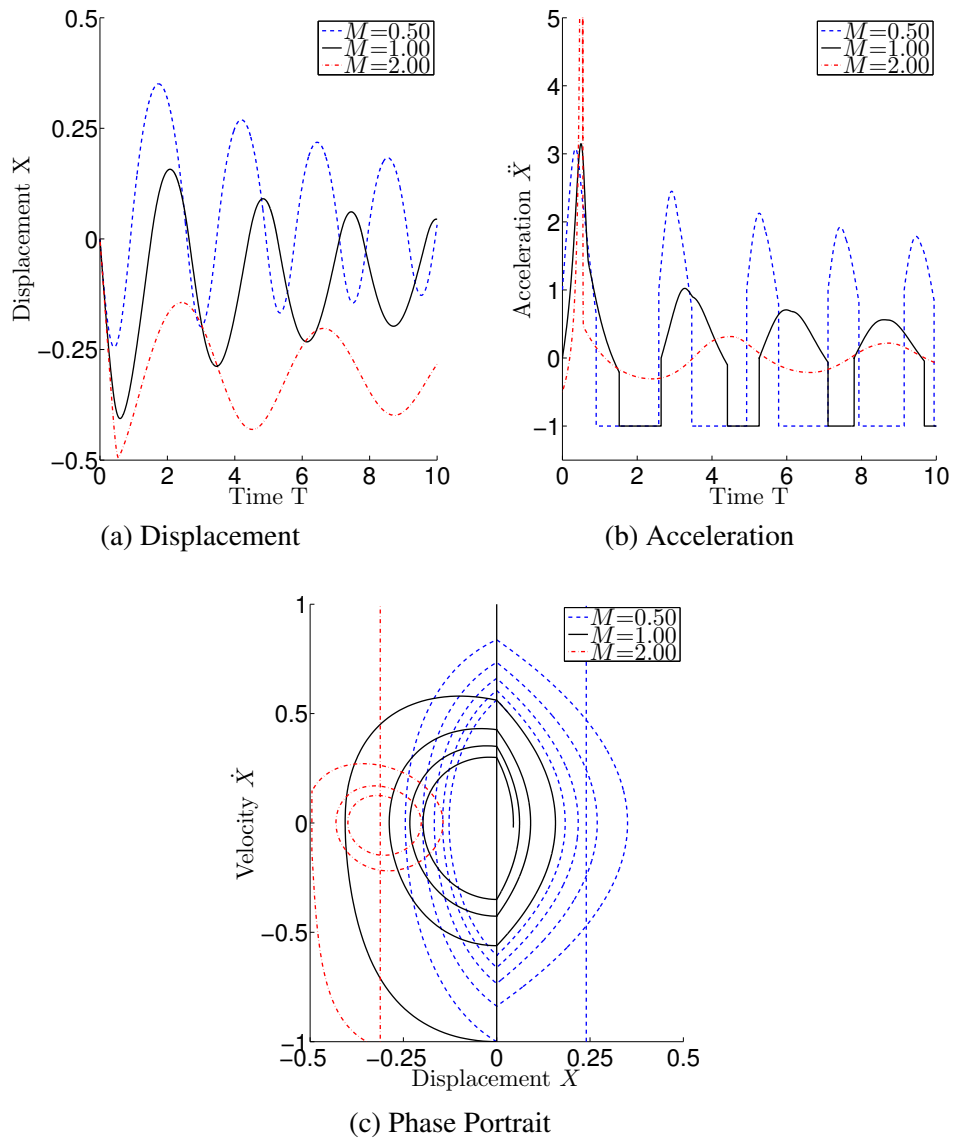 0.5
0.25
0
−0.25
−0.5
0 2 4 6 8 10
Displacement X
Time T
M=0.50
M=1.00
M=2.00
(a) Displacement
5
4
3
2
1
0
−1
0 2 4 6 8 10
Acceleration Ẍ
Time T
M=0.50
M=1.00
M=2.00
(b) Acceleration
1
0.5
0
−0.5
−1
−0.5 −0.25 0 0.25 0.5
Velocity Ẋ
Displacement X
M=0.50
M=1.00
M=2.00
(c) Phase Portrait